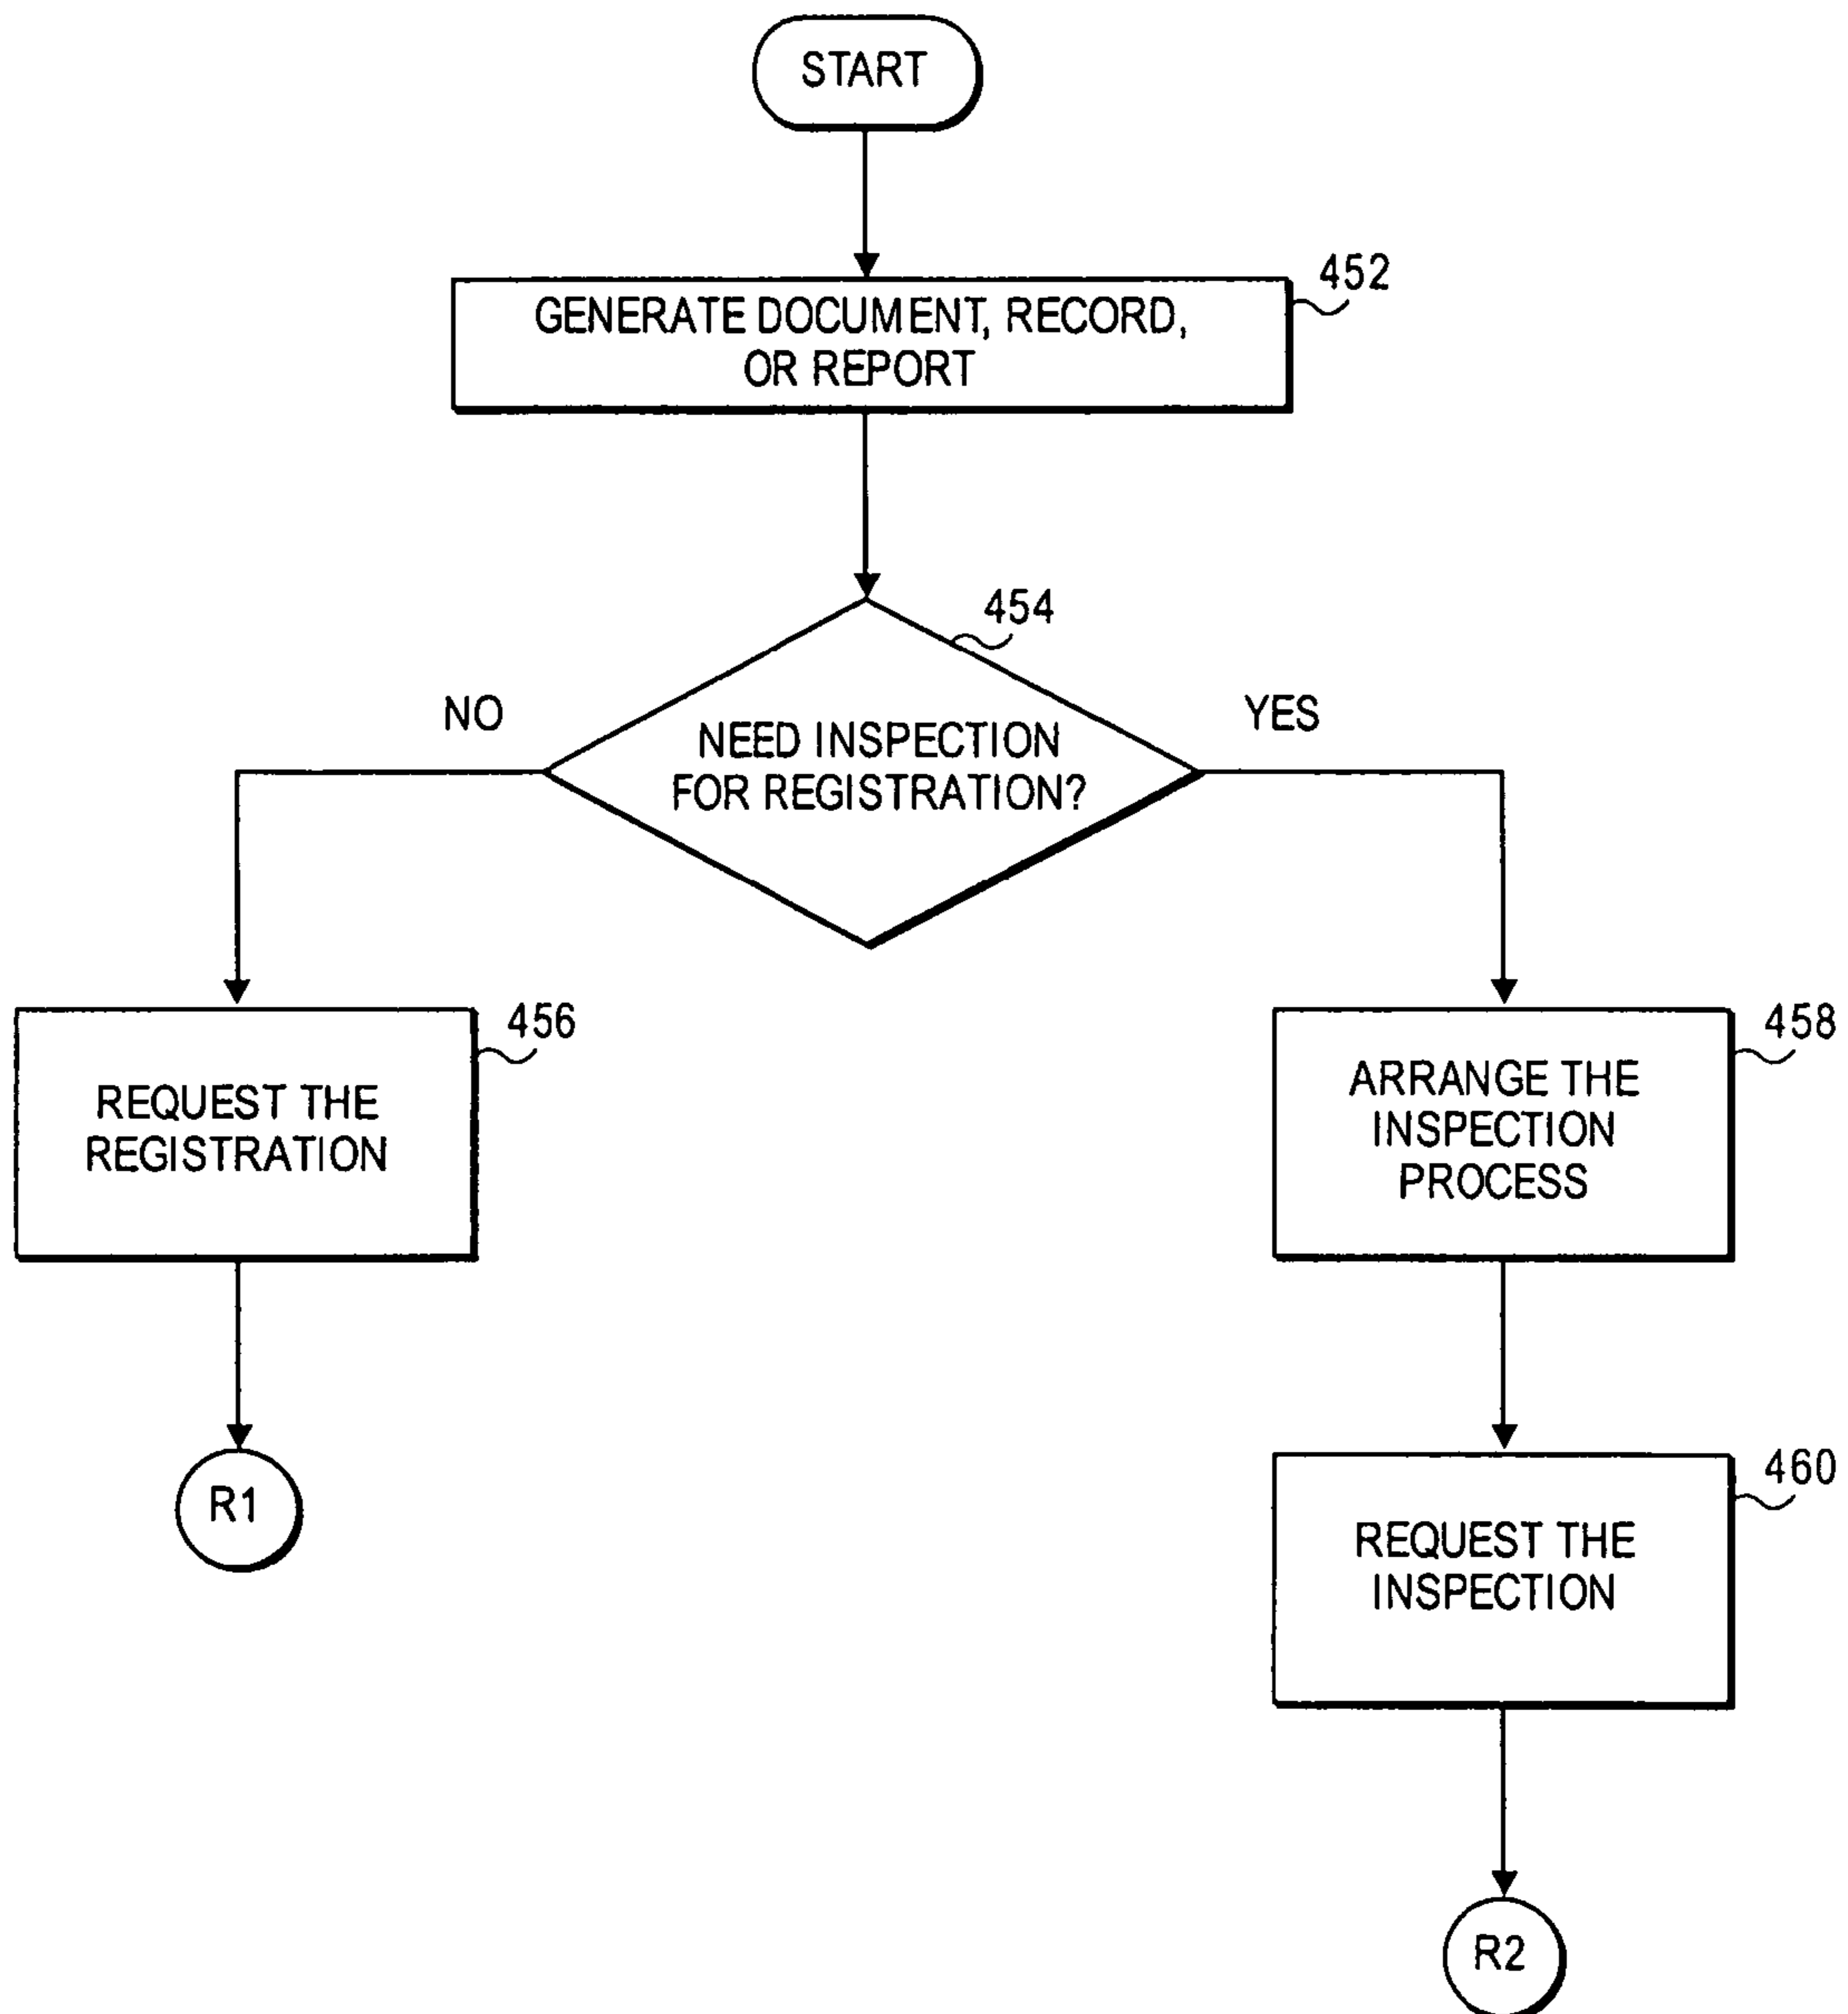 START
452
GENERATE DOCUMENT, RECORD,
OR REPORT
454
NO
YES
NEED INSPECTION
FOR REGISTRATION?
456
REQUEST THE
REGISTRATION
458
ARRANGE THE
INSPECTION
PROCESS
R1
460
REQUEST THE
INSPECTION
R2